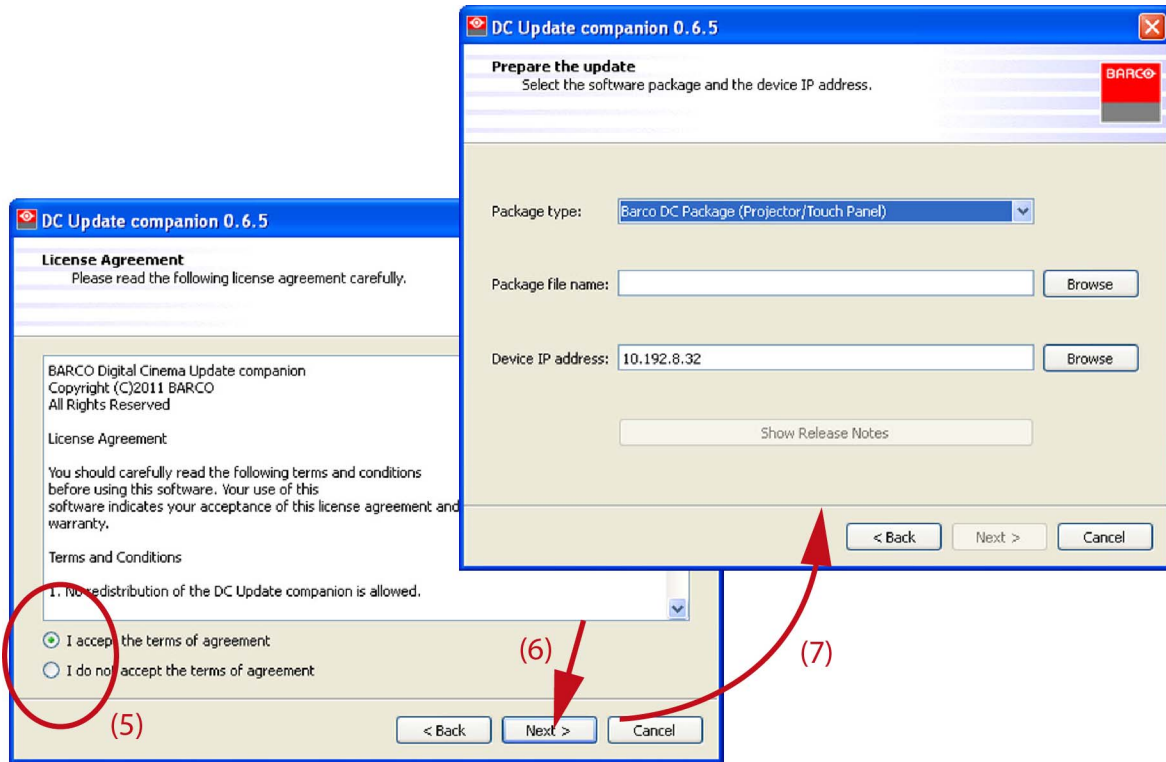 DC Update companion 0.6.5
Prepare the update
Select the software package and the device IP address.
BARCO
Package type: Barco DC Package (Projector/Touch Panel)
Package file name: Browse
Device IP address: 10.192.8.32 Browse
Show Release Notes
< Back Next > Cancel
DC Update companion 0.6.5
License Agreement
Please read the following license agreement carefully.
BARCO Digital Cinema Update companion
Copyright (C)2011 BARCO
All Rights Reserved
License Agreement
You should carefully read the following terms and conditions
before using this software. Your use of this
software indicates your acceptance of this license agreement and
warranty.
Terms and Conditions
1. No redistribution of the DC Update companion is allowed.
I accept the terms of agreement
I do not accept the terms of agreement
(5)
(6)
(7)
< Back Next > Cancel